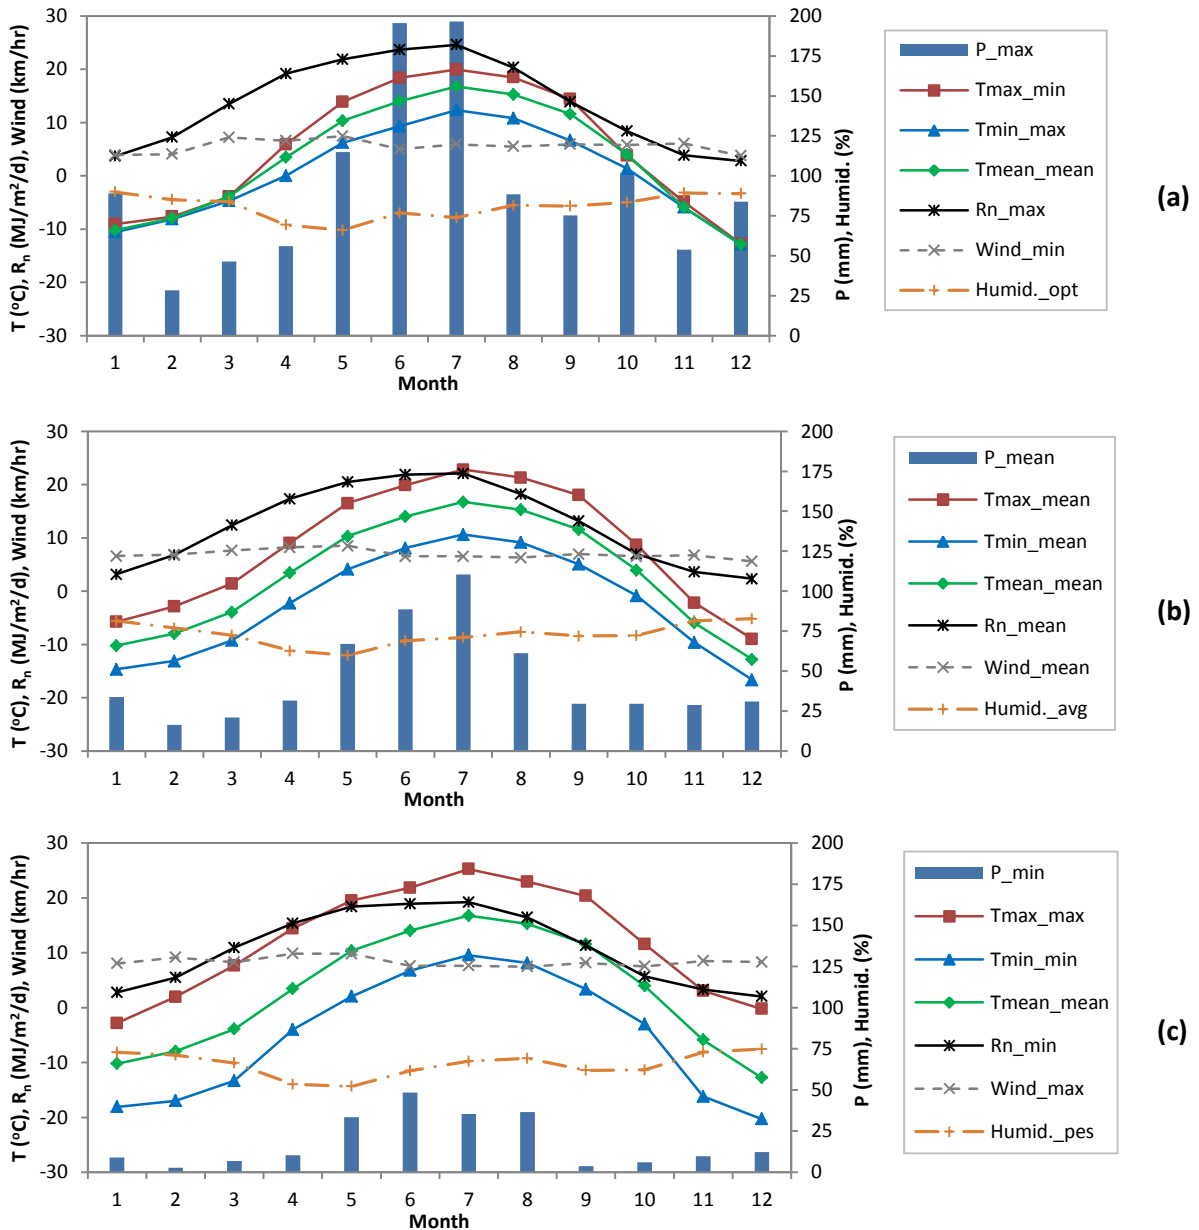 30
20
10
0
-10
-20
-30
200
175
150
125
100
75
50
25
0
1 2 3 4 5 6 7 8 9 10 11 12
Month
T (°C), Rn (MJ/m²/d), Wind (km/hr)
P (mm), Humid. (%)
P_max
Tmax_min
Tmin_max
Tmean_mean
Rn_max
Wind_min
Humid._opt
(a)
30
20
10
0
-10
-20
-30
200
175
150
125
100
75
50
25
0
1 2 3 4 5 6 7 8 9 10 11 12
Month
T (°C), Rn (MJ/m²/d), Wind (km/hr)
P (mm), Humid. (%)
P_mean
Tmax_mean
Tmin_mean
Tmean_mean
Rn_mean
Wind_mean
Humid._avg
(b)
30
20
10
0
-10
-20
-30
200
175
150
125
100
75
50
25
0
1 2 3 4 5 6 7 8 9 10 11 12
Month
T (°C), Rn (MJ/m²/d), Wind (km/hr)
P (mm), Humid. (%)
P_min
Tmax_max
Tmin_min
Tmean_mean
Rn_min
Wind_max
Humid._pes
(c)